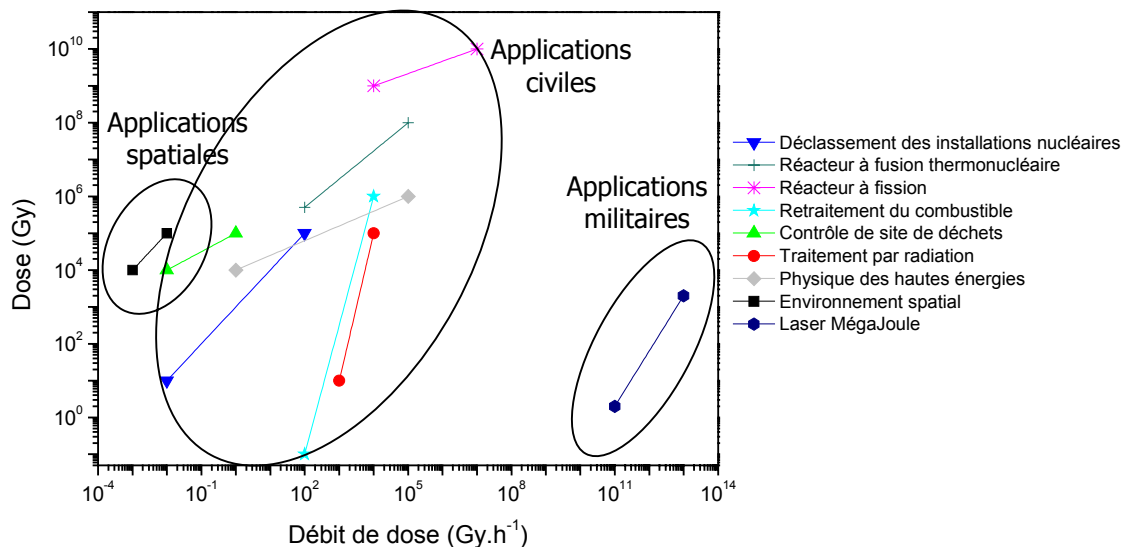 Applications
civiles
Applications
spatiales
Applications
militaires
Dose (Gy)
10^10
10^8
10^6
10^4
10^2
10^0
10^-4
10^-1
10^2
10^5
10^8
10^11
10^14
Débit de dose (Gy.h^-1)
Déclassement des installations nucléaires
Réacteur à fusion thermonucléaire
Réacteur à fission
Retraitement du combustible
Contrôle de site de déchets
Traitement par radiation
Physique des hautes énergies
Environnement spatial
Laser MégaJoule